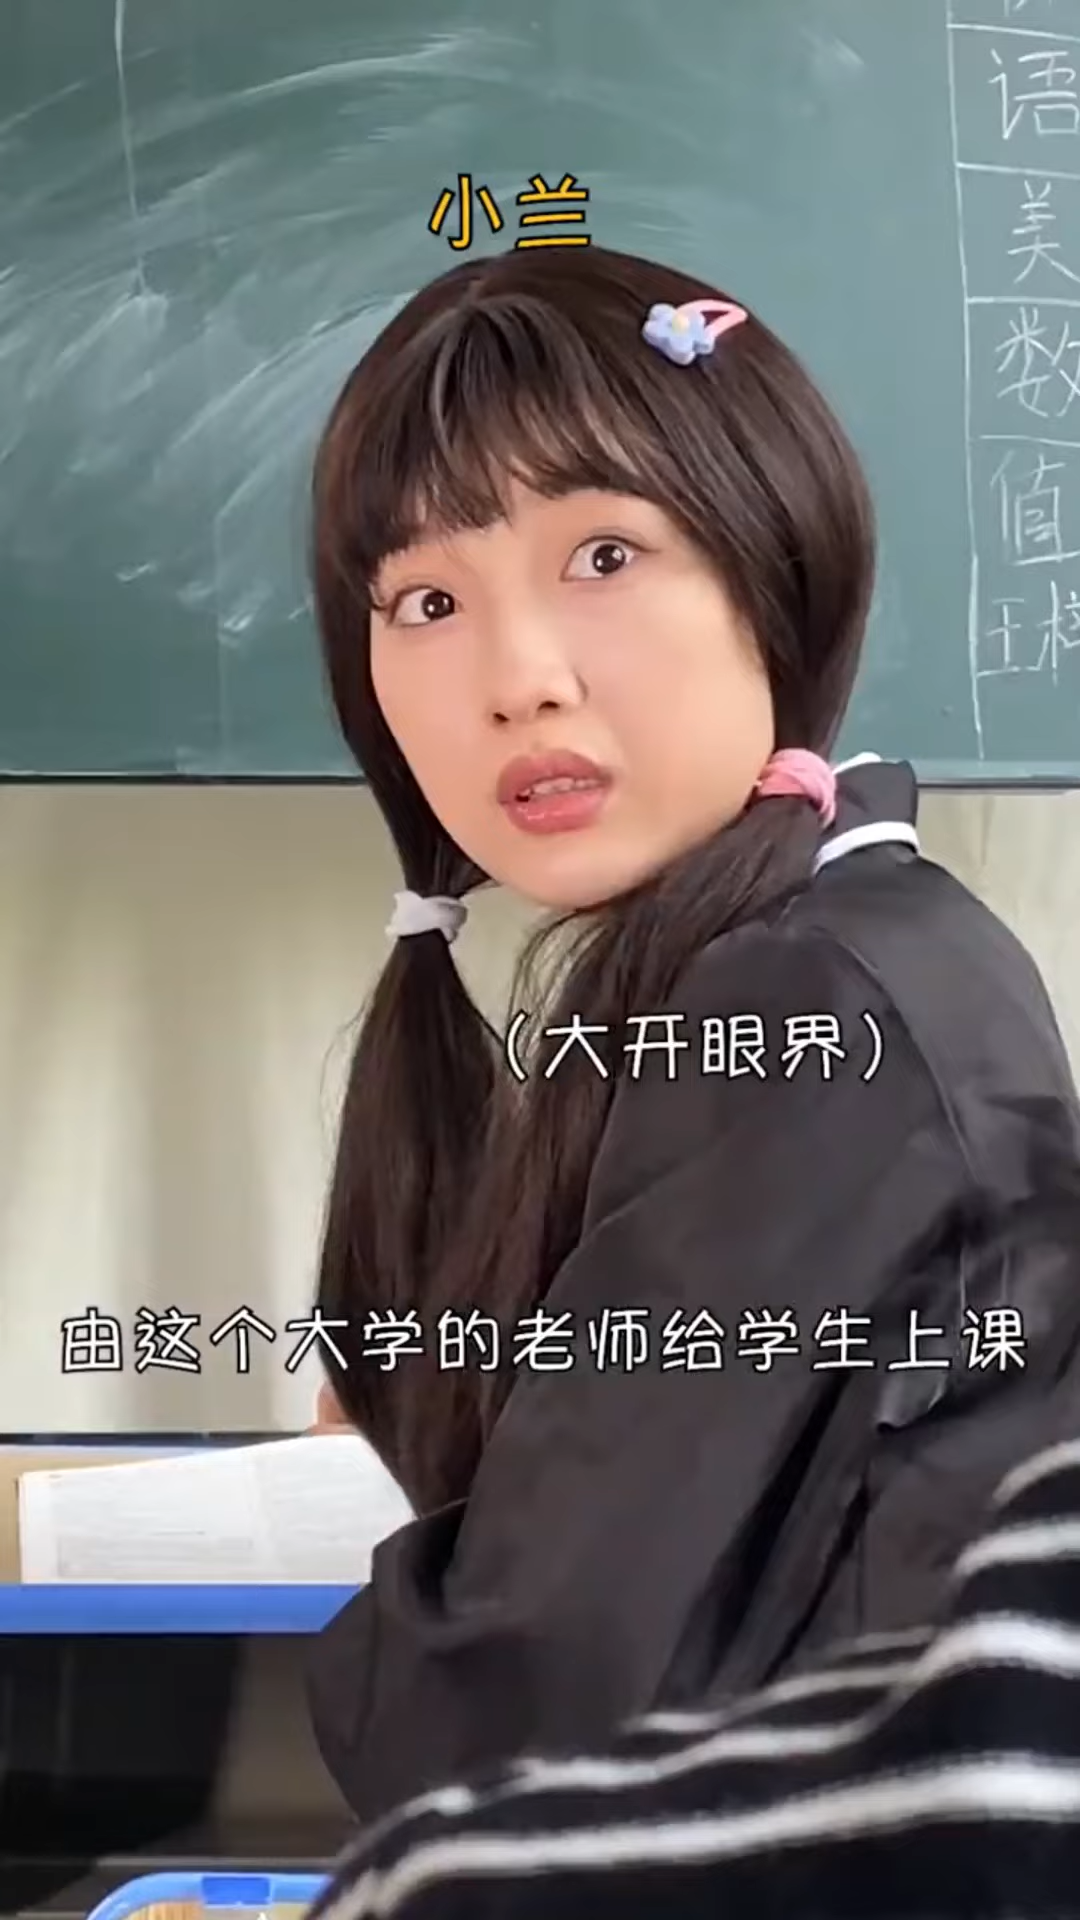 语
美
数
值
小兰
（大开眼界）
由这个大学的老师给学生上课